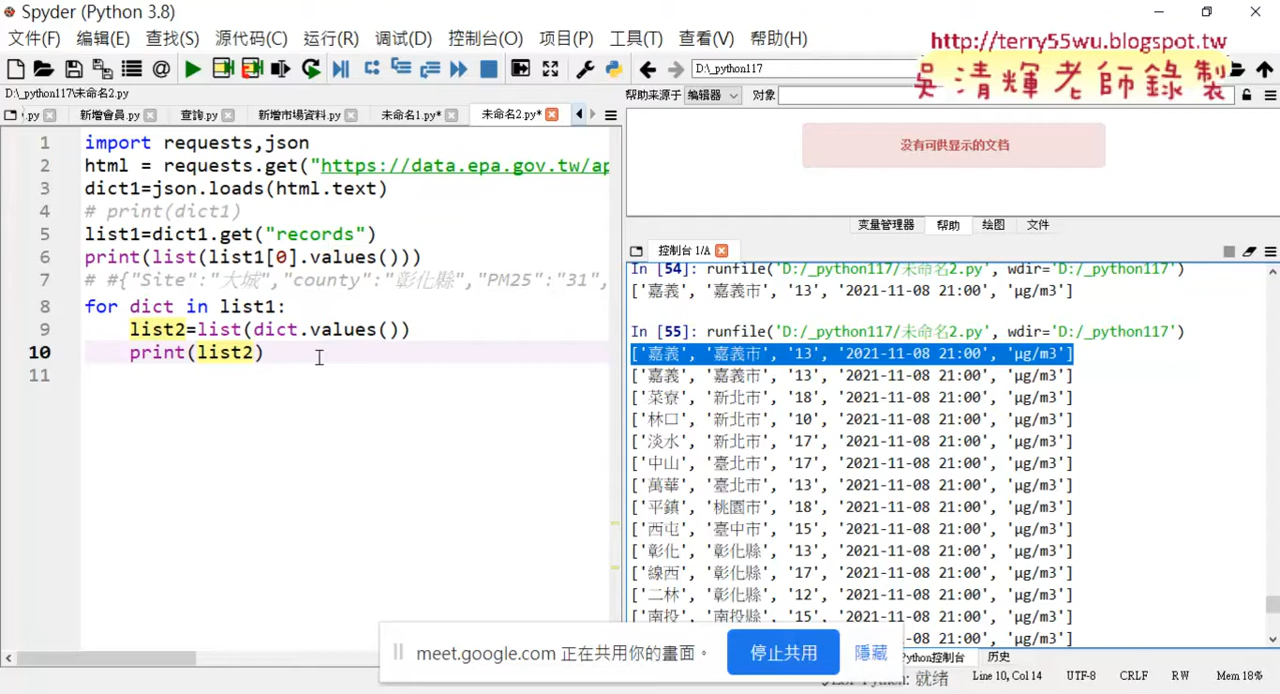 Spyder (Python 3.8)
文件(F) 编辑(E) 查找(S) 源代码(C) 运行(R) 调试(D) 控制台(O) 项目(P) 工具(T) 查看(V) 帮助(H)
http://terry55wu.blogspot.tw
吳清輝老師錄製
D:\_python117
D:\_python117\未命名2.py
帮助来源于 编辑器 对象
.py 新增會員.py 查詢.py 新增市場資料.py 未命名1.py* 未命名2.py*
1 import requests,json
2 html = requests.get("https://data.epa.gov.tw/ap
3 dict1=json.loads(html.text)
4 # print(dict1)
5 list1=dict1.get("records")
6 print(list(list1[0].values()))
7 # #{"Site":"大城","county":"彰化縣","PM25":"31",
8 for dict in list1:
9 list2=list(dict.values())
10 print(list2)
11
没有可供显示的文档
变量管理器 帮助 绘图 文件
控制台 1/A
In [54]: runfile('D:/_python117/未命名2.py', wdir='D:/_python117')
['嘉義', '嘉義市', '13', '2021-11-08 21:00', 'μg/m3']
In [55]: runfile('D:/_python117/未命名2.py', wdir='D:/_python117')
['嘉義', '嘉義市', '13', '2021-11-08 21:00', 'μg/m3']
['嘉義', '嘉義市', '13', '2021-11-08 21:00', 'μg/m3']
['菜寮', '新北市', '18', '2021-11-08 21:00', 'μg/m3']
['林口', '新北市', '10', '2021-11-08 21:00', 'μg/m3']
['淡水', '新北市', '17', '2021-11-08 21:00', 'μg/m3']
['中山', '臺北市', '17', '2021-11-08 21:00', 'μg/m3']
['萬華', '臺北市', '13', '2021-11-08 21:00', 'μg/m3']
['平鎮', '桃園市', '18', '2021-11-08 21:00', 'μg/m3']
['西屯', '臺中市', '15', '2021-11-08 21:00', 'μg/m3']
['彰化', '彰化縣', '13', '2021-11-08 21:00', 'μg/m3']
['線西', '彰化縣', '17', '2021-11-08 21:00', 'μg/m3']
['二林', '彰化縣', '12', '2021-11-08 21:00', 'μg/m3']
['南投', '南投縣', '15', '2021-11-08 21:00', 'μg/m3']
'2021-11-08 21:00', 'μg/m3']
meet.google.com 正在共用你的畫面。 停止共用 隱藏
ython控制台 历史
Python: 就绪 Line 10, Col 14 UTF-8 CRLF RW Mem 18%